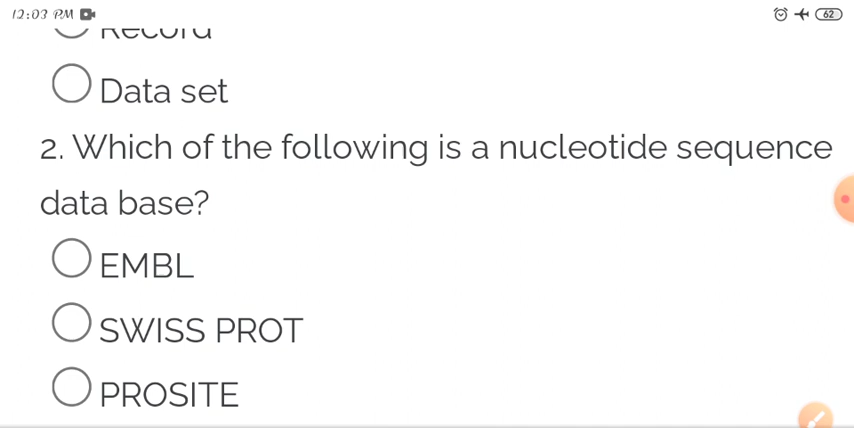 12:03 PM
62
Record
Data set
2. Which of the following is a nucleotide sequence
data base?
EMBL
SWISS PROT
PROSITE